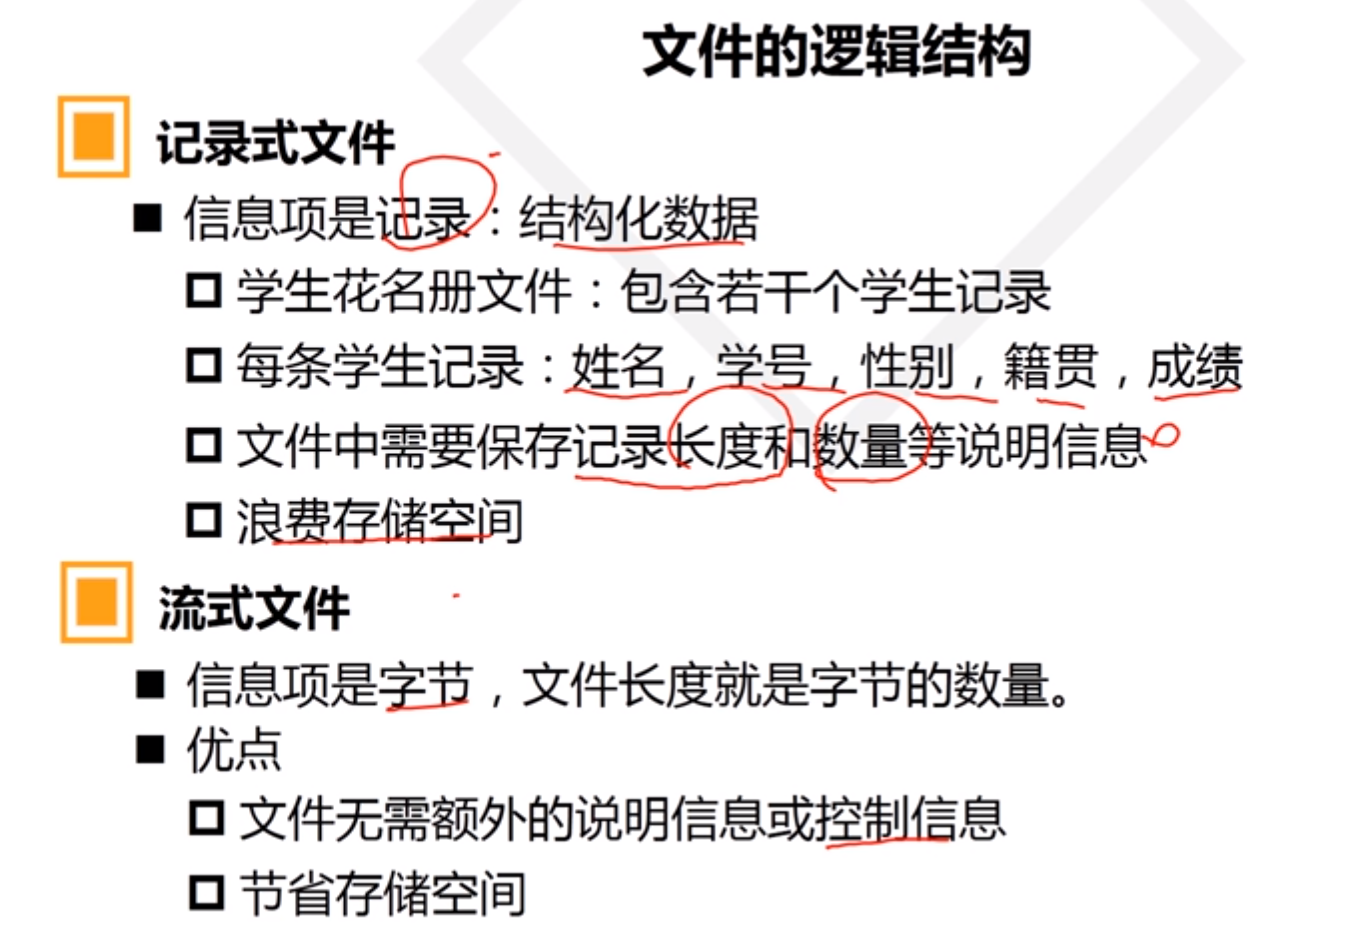 文件的逻辑结构
记录式文件
信息项是记录：结构化数据
学生花名册文件：包含若干个学生记录
每条学生记录：姓名，学号，性别，籍贯，成绩
文件中需要保存记录长度和数量等说明信息
浪费存储空间
流式文件
信息项是字节，文件长度就是字节的数量。
优点
文件无需额外的说明信息或控制信息
节省存储空间